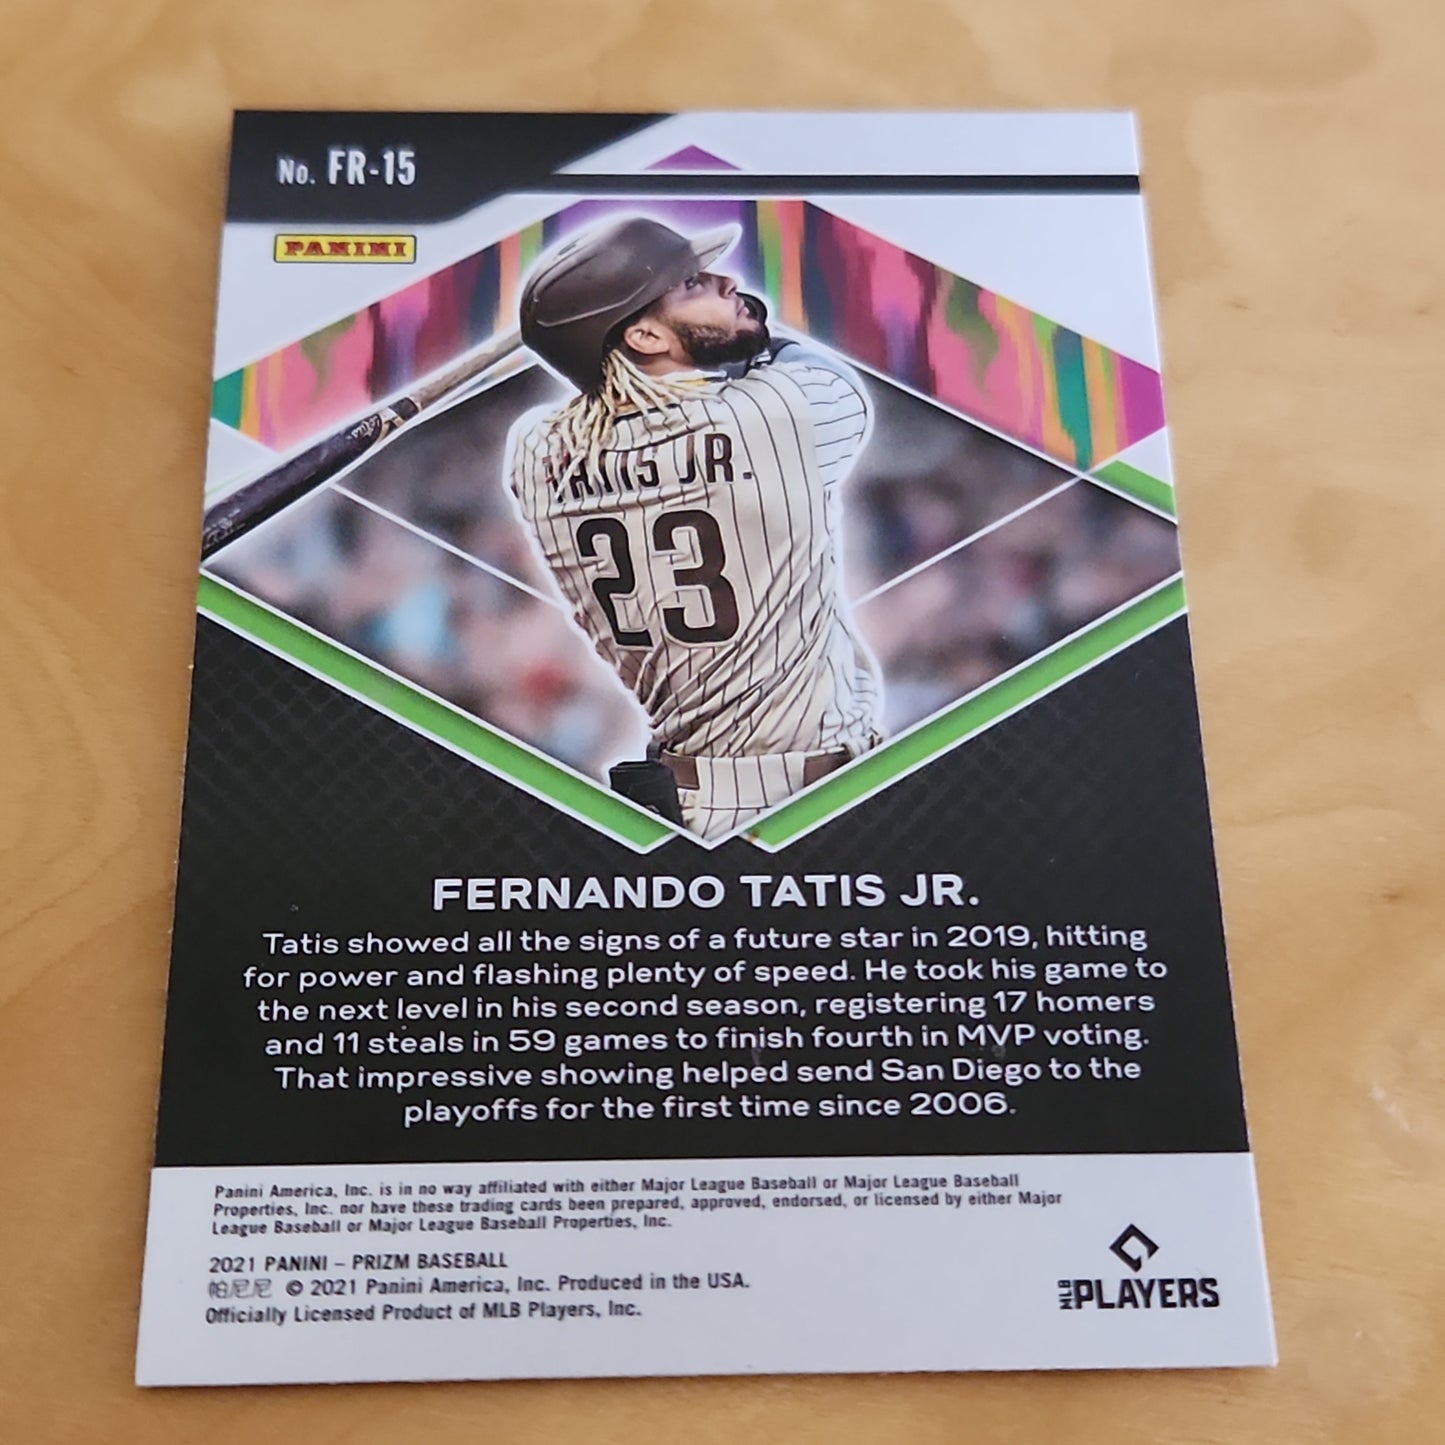 No. FR-15
PANINI
TATIS JR.
23
FERNANDO TATIS JR.
Tatis showed all the signs of a future star in 2019, hitting
for power and flashing plenty of speed. He took his game to
the next level in his second season, registering 17 homers
and 11 steals in 59 games to finish fourth in MVP voting.
That impressive showing helped send San Diego to the
playoffs for the first time since 2006.
Panini America, Inc. is in no way affiliated with either Major League Baseball or Major League Baseball
Properties, Inc. nor have these trading cards been prepared, approved, endorsed, or licensed by either Major
League Baseball or Major League Baseball Properties, Inc.
2021 PANINI – PRIZM BASEBALL
帕尼尼 © 2021 Panini America, Inc. Produced in the USA.
Officially Licensed Product of MLB Players, Inc.
MLB PLAYERS